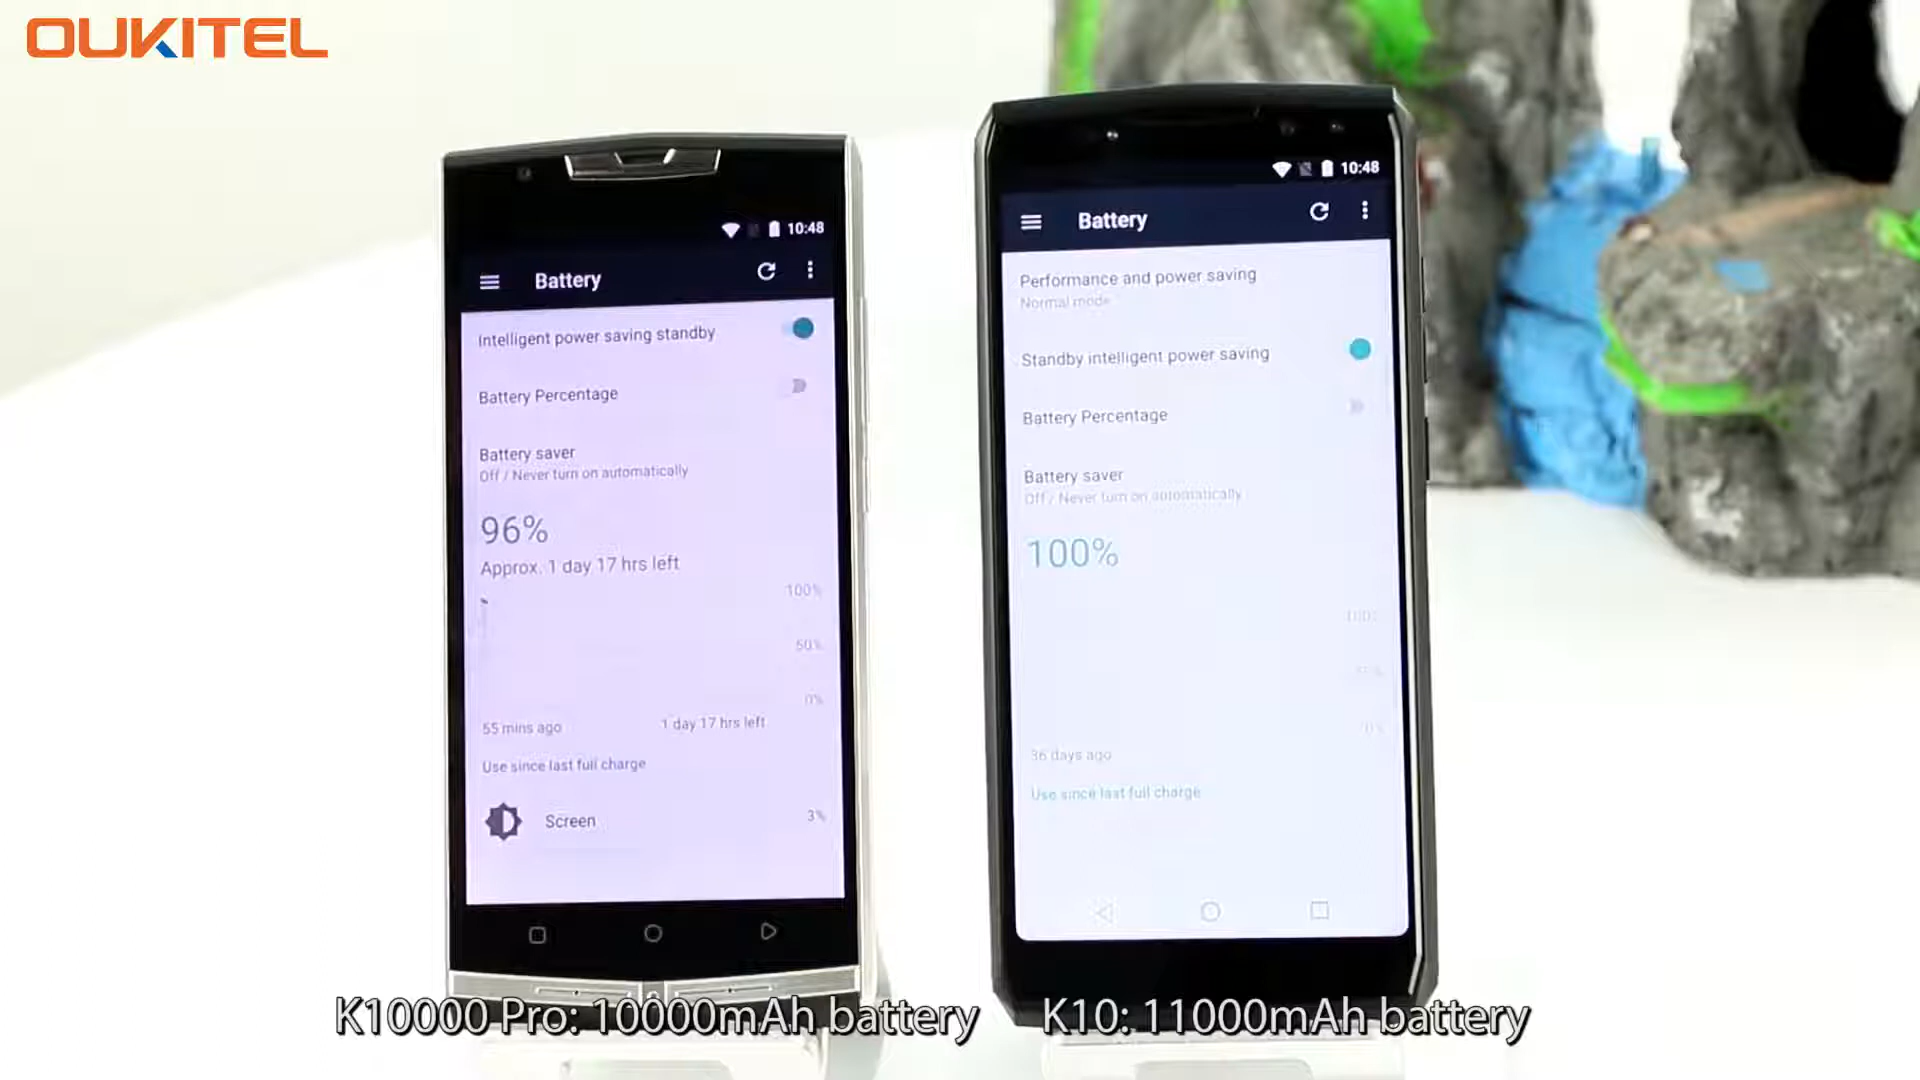 OUKITEL
10:48
Battery
Intelligent power saving standby
Battery Percentage
Battery saver
Off / Never turn on automatically
96%
Approx. 1 day 17 hrs left
100%
50%
0%
55 mins ago
1 day 17 hrs left
Use since last full charge
Screen
3%
10:48
Battery
Performance and power saving
Normal mode
Standby intelligent power saving
Battery Percentage
Battery saver
Off / Never turn on automatically
100%
100%
50%
0%
36 days ago
Use since last full charge
K10000 Pro: 10000mAh battery
K10: 11000mAh battery